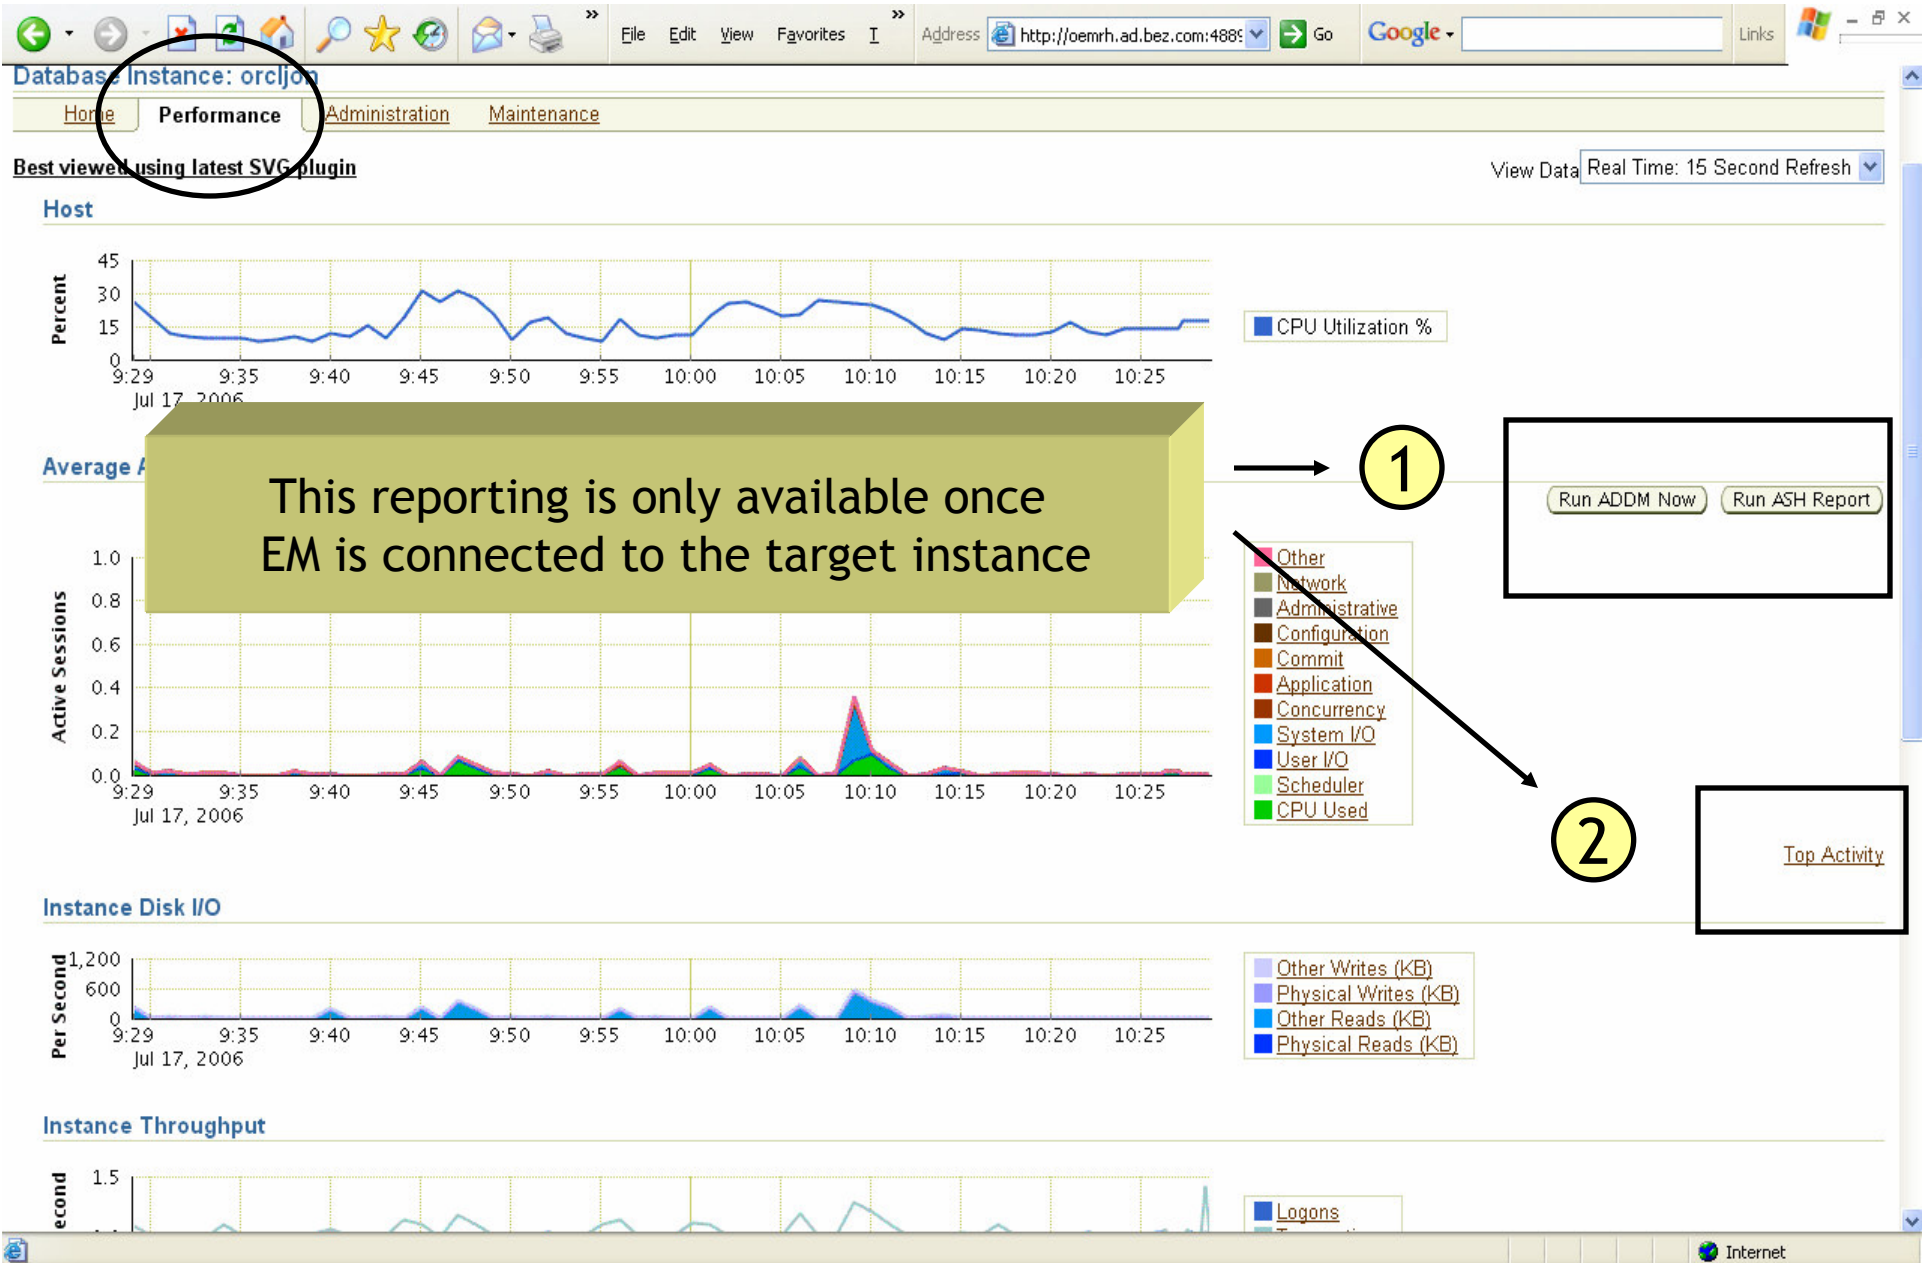 File Edit View Favorites T Address http://oemrh.ad.bez.com:488 Go Google Links
Database Instance: orcljon
Home Performance Administration Maintenance
Best viewed using latest SVG plugin
View Data Real Time: 15 Second Refresh
Host
Percent
45
30
15
0
9:29 9:35 9:40 9:45 9:50 9:55 10:00 10:05 10:10 10:15 10:20 10:25
Jul 17, 2006
CPU Utilization %
Average A
This reporting is only available once
EM is connected to the target instance
1
Run ADDM Now Run ASH Report
Active Sessions
1.0
0.8
0.6
0.4
0.2
0.0
9:29 9:35 9:40 9:45 9:50 9:55 10:00 10:05 10:10 10:15 10:20 10:25
Jul 17, 2006
Other
Network
Administrative
Configuration
Commit
Application
Concurrency
System I/O
User I/O
Scheduler
CPU Used
2
Top Activity
Instance Disk I/O
Per Second
1,200
600
0
9:29 9:35 9:40 9:45 9:50 9:55 10:00 10:05 10:10 10:15 10:20 10:25
Jul 17, 2006
Other Writes (KB)
Physical Writes (KB)
Other Reads (KB)
Physical Reads (KB)
Instance Throughput
econd
1.5
Logons
Internet